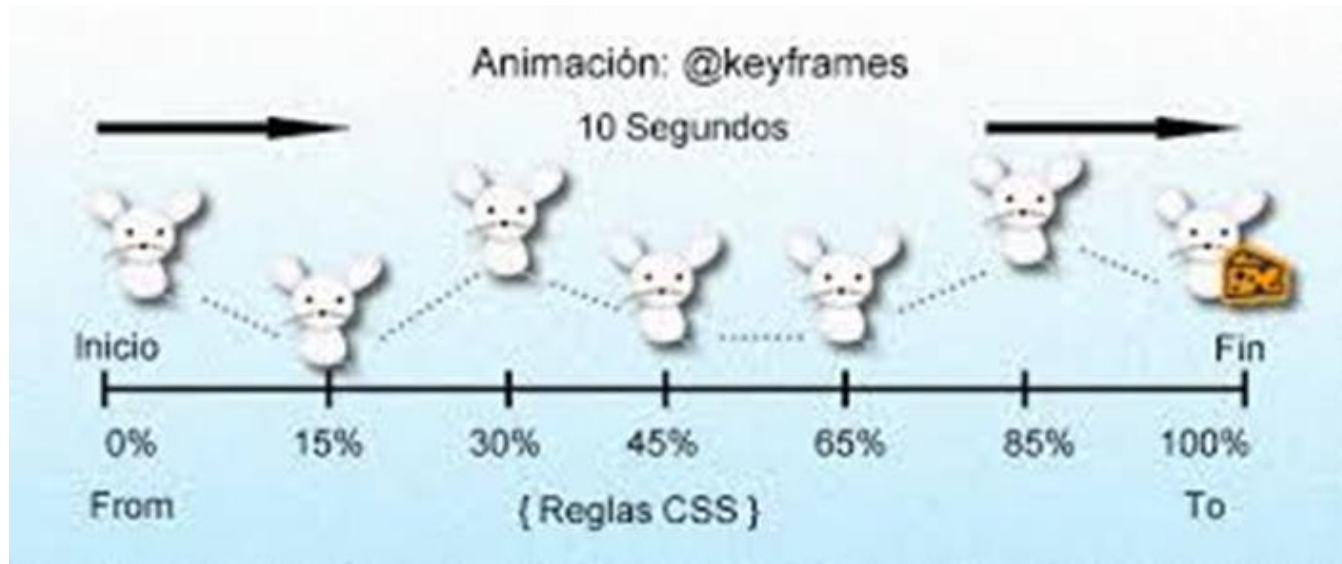 Animación: @keyframes
10 Segundos
Inicio
Fin
0% 15% 30% 45% 65% 85% 100%
From { Reglas CSS } To